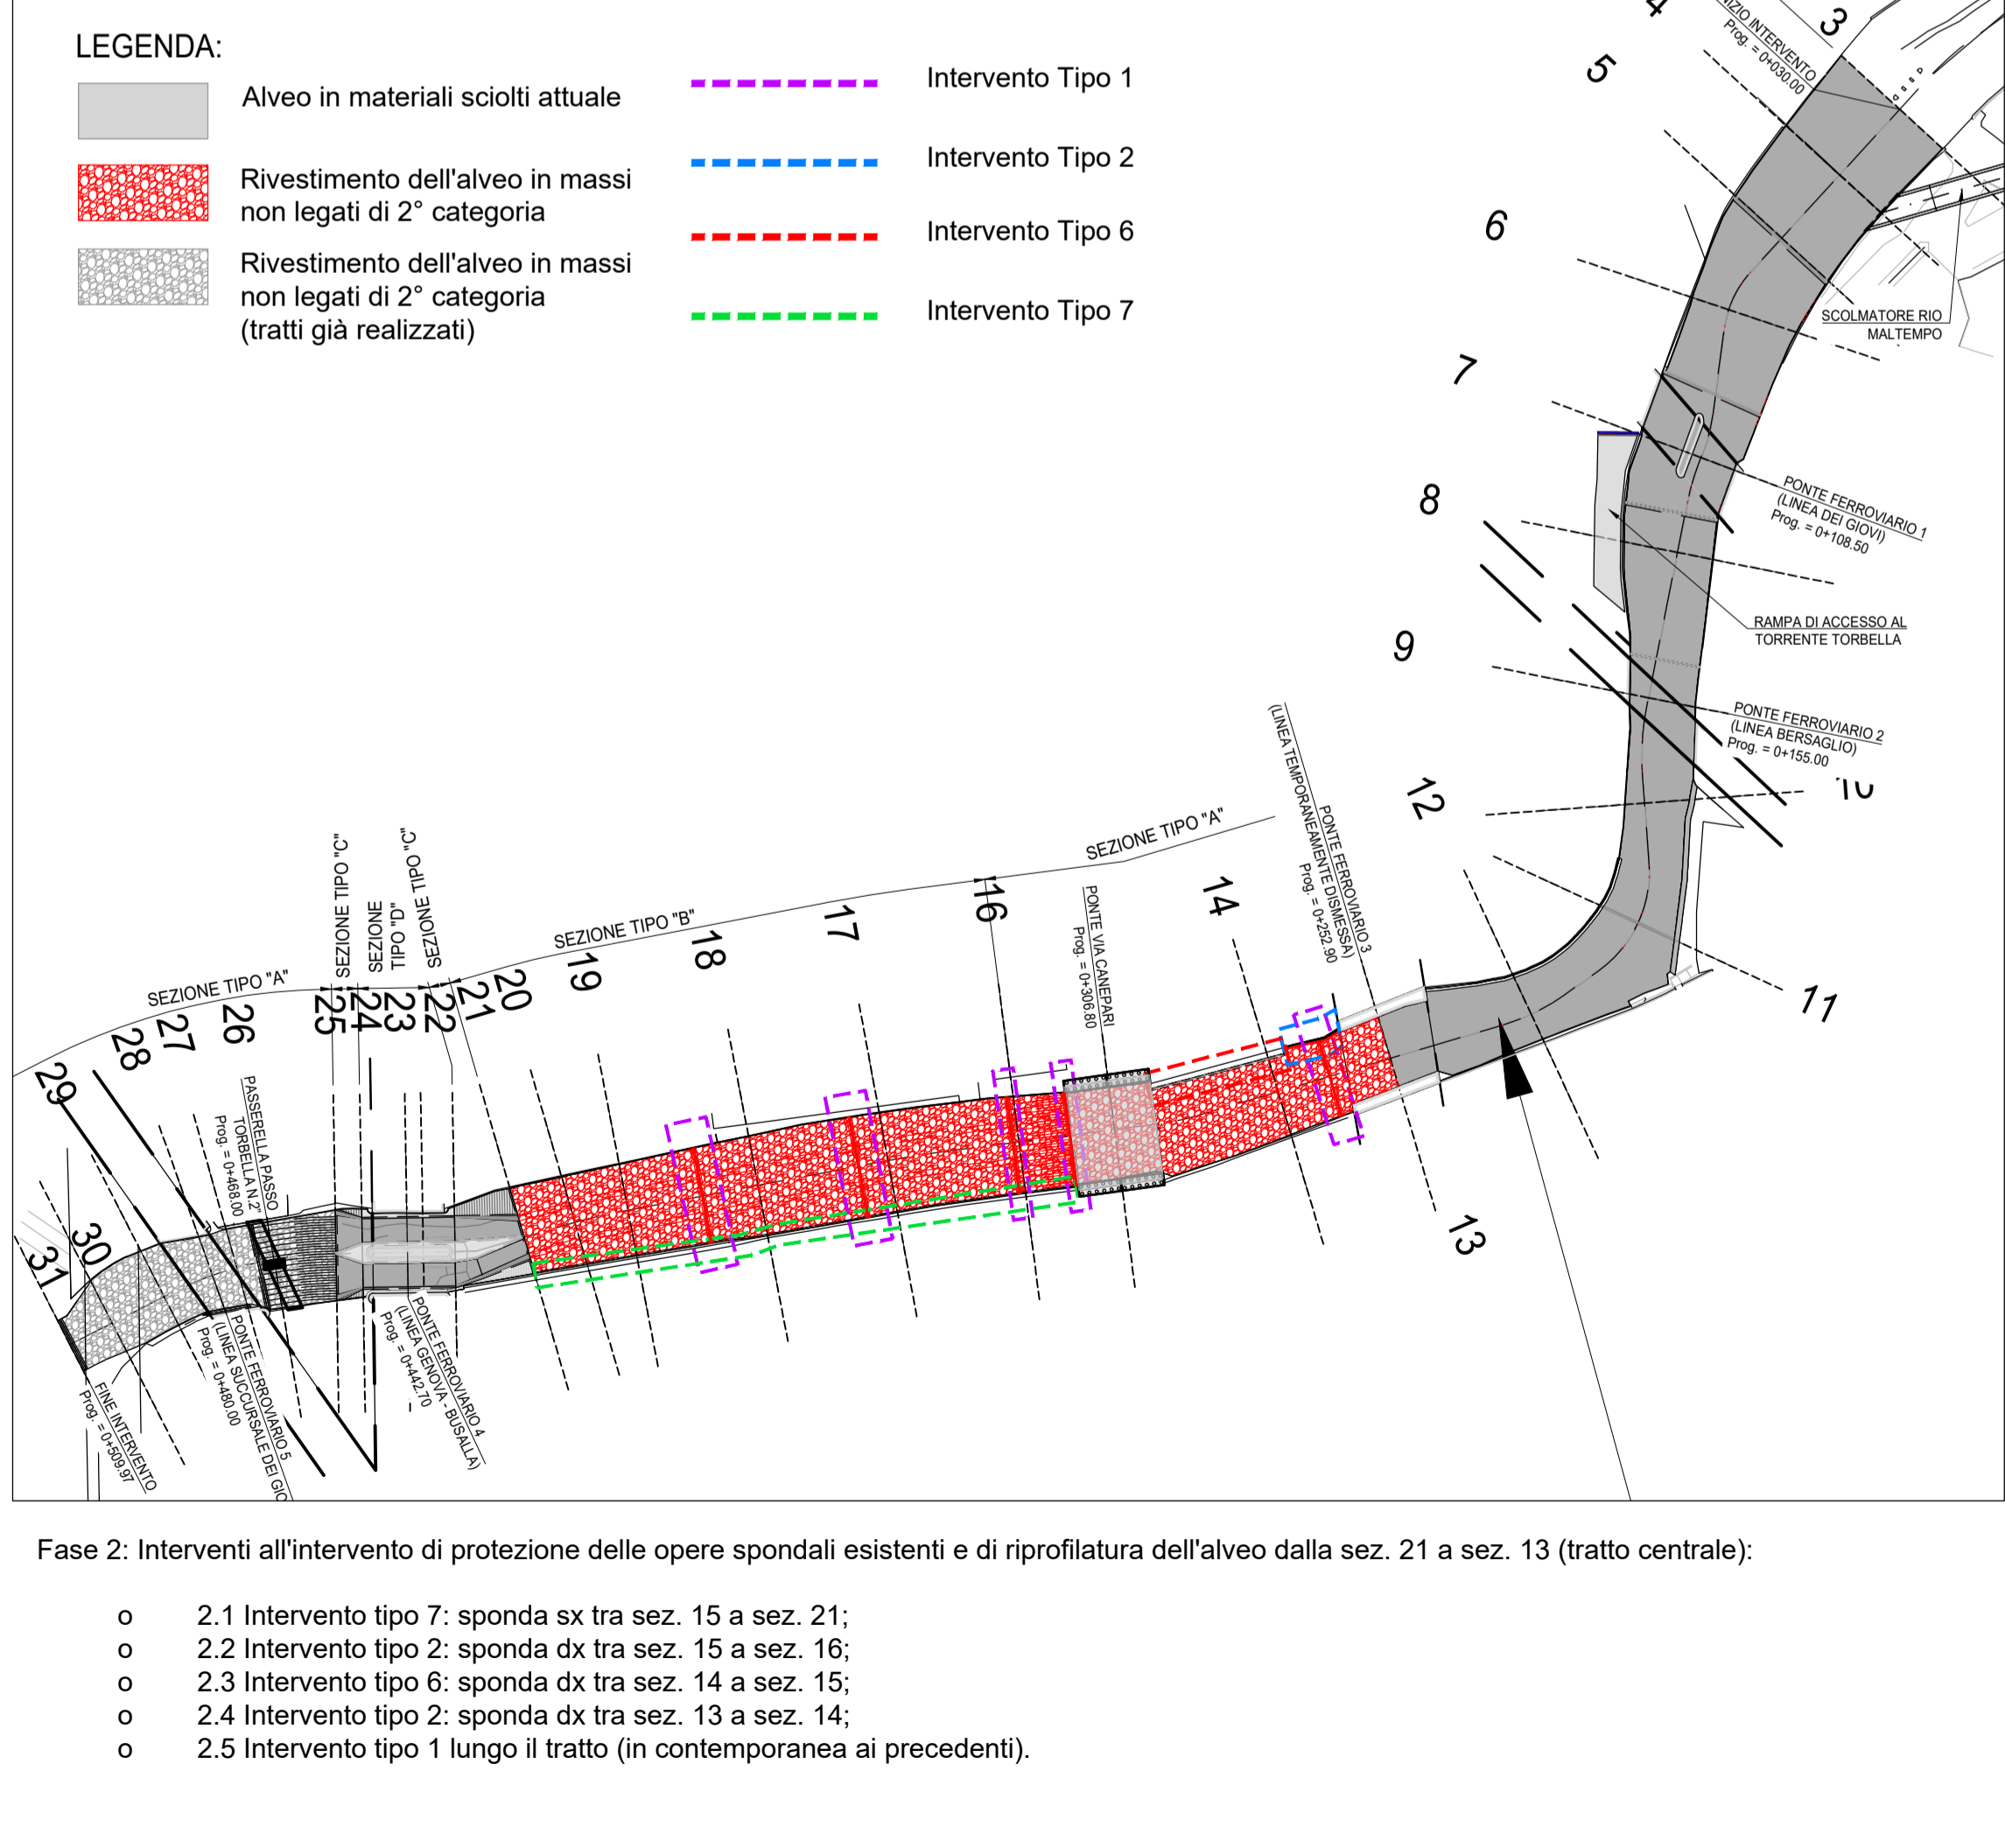 LEGENDA:
Alveo in materiali sciolti attuale
Rivestimento dell'alveo in massi
non legati di 2° categoria
Rivestimento dell'alveo in massi
non legati di 2° categoria
(tratti già realizzati)
Intervento Tipo 1
Intervento Tipo 2
Intervento Tipo 6
Intervento Tipo 7
3
INTERVENTO
Prog. = 0+030.00
4
5
6
SCOLMATORE RIO
MALTEMPO
7
8
PONTE FERROVIARIO 1
(LINEA DEI GIOVI)
Prog. = 0+108.50
RAMPA DI ACCESSO AL
TORRENTE TORBELLA
9
PONTE FERROVIARIO 2
(LINEA BERSAGLIO)
Prog. = 0+155.00
10
11
12
13
PONTE FERROVIARIO 3
(LINEA TEMPORANEAMENTE DISMESSA)
Prog. = 0+252.90
14
SEZIONE TIPO "A"
PONTE VIA CANEPARI
Prog. = 0+306.80
16
17
SEZIONE TIPO "B"
18
19
20
21
22
23
24
25
SEZIONE TIPO "C"
SEZIONE
TIPO "D"
SEZIONE TIPO "C"
SEZIONE TIPO "A"
26
27
28
29
30
31
PASSERELLA PASSO
TORBELLA N.2"
Prog. = 0+468.00
PONTE FERROVIARIO 4
(LINEA GENOVA - BUSALLA)
Prog. = 0+442.70
PONTE FERROVIARIO 5
(LINEA SUCCURSALE DEI GIO
Prog. = 0+480.00
FINE INTERVENTO
Prog. = 0+509.97
Fase 2: Interventi all'intervento di protezione delle opere spondali esistenti e di riprofilatura dell'alveo dalla sez. 21 a sez. 13 (tratto centrale):
o 2.1 Intervento tipo 7: sponda sx tra sez. 15 a sez. 21;
o 2.2 Intervento tipo 2: sponda dx tra sez. 15 a sez. 16;
o 2.3 Intervento tipo 6: sponda dx tra sez. 14 a sez. 15;
o 2.4 Intervento tipo 2: sponda dx tra sez. 13 a sez. 14;
o 2.5 Intervento tipo 1 lungo il tratto (in contemporanea ai precedenti).